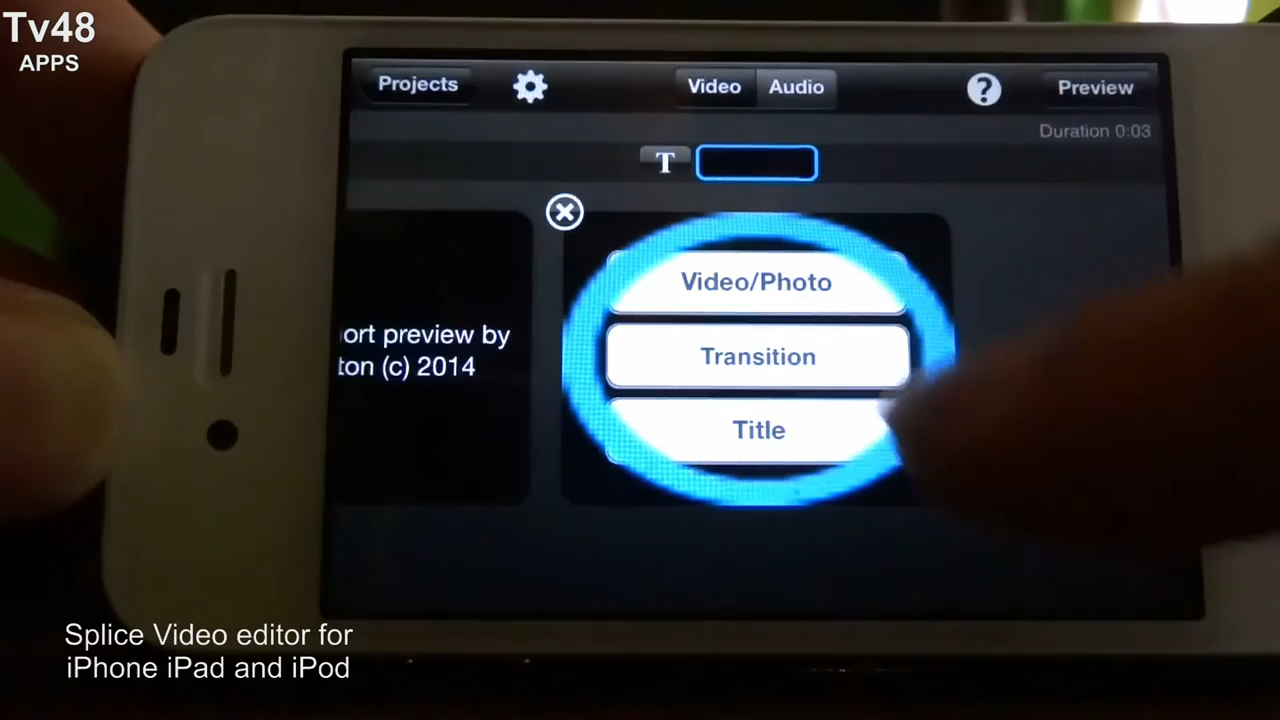 Tv48
APPS
Projects
Video
Audio
?
Preview
Duration 0:03
T
Video/Photo
Transition
Title
ort preview by
ton (c) 2014
Splice Video editor for
iPhone iPad and iPod